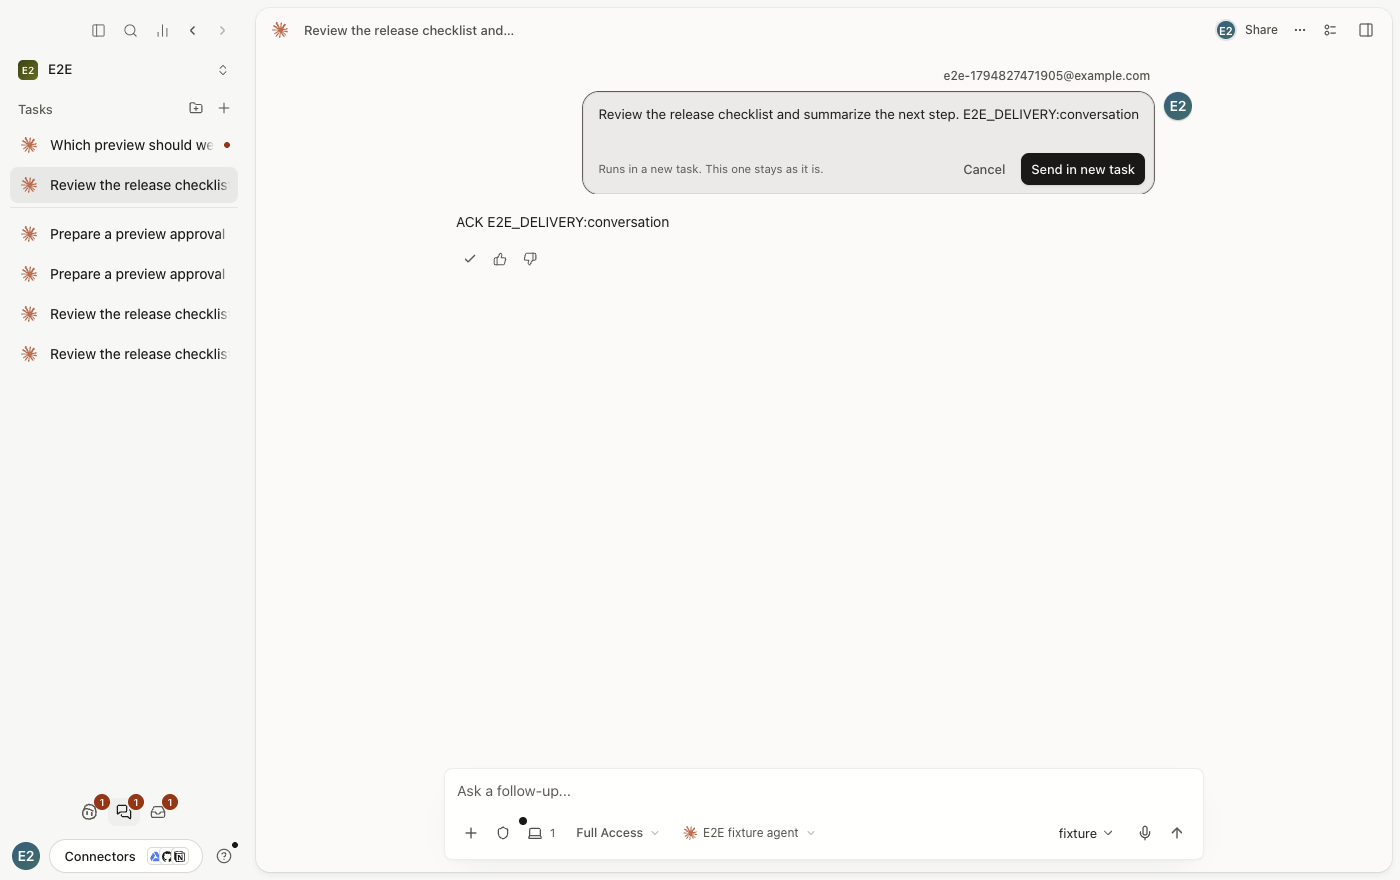 Review the release checklist and...
E2 Share
E2 E2E
Tasks
Which preview should we
Review the release checklis
Prepare a preview approval
Prepare a preview approval
Review the release checklis
Review the release checklis
1 1 1
E2 Connectors
e2e-1794827471905@example.com
E2
Review the release checklist and summarize the next step. E2E_DELIVERY:conversation
Runs in a new task. This one stays as it is. Cancel Send in new task
ACK E2E_DELIVERY:conversation
Ask a follow-up...
1 Full Access E2E fixture agent fixture